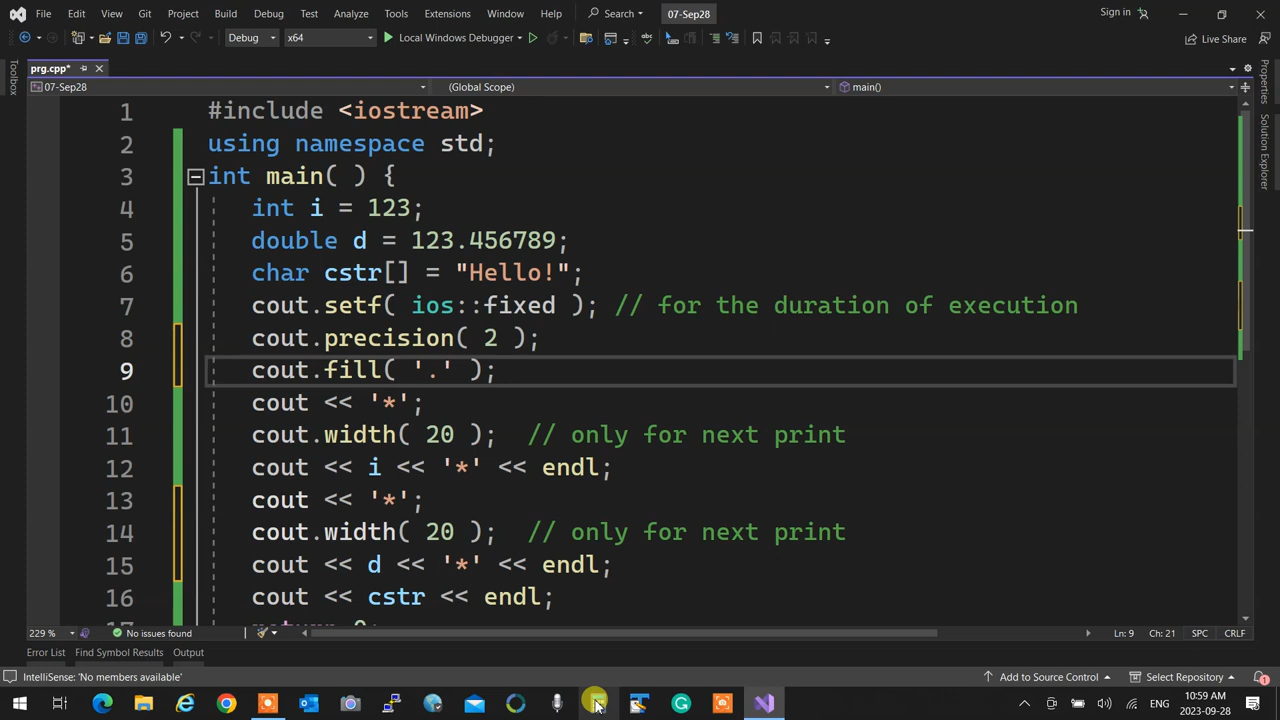 File Edit View Git Project Build Debug Test Analyze Tools Extensions Window Help Search 07-Sep28 Sign in
Debug x64 Local Windows Debugger Live Share
prg.cpp*
07-Sep28 (Global Scope) main()
Toolbox
Properties
Solution Explorer
1 #include <iostream>
2 using namespace std;
3 int main( ) {
4 int i = 123;
5 double d = 123.456789;
6 char cstr[] = "Hello!";
7 cout.setf( ios::fixed ); // for the duration of execution
8 cout.precision( 2 );
9 cout.fill( '.' );
10 cout << '*';
11 cout.width( 20 ); // only for next print
12 cout << i << '*' << endl;
13 cout << '*';
14 cout.width( 20 ); // only for next print
15 cout << d << '*' << endl;
16 cout << cstr << endl;
229 % No issues found Ln: 9 Ch: 21 SPC CRLF
Error List Find Symbol Results Output
IntelliSense: 'No members available' Add to Source Control Select Repository 1
ENG 10:59 AM
2023-09-28